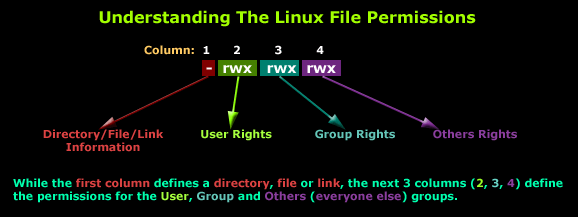 Understanding The Linux File Permissions
Column: 1 2 3 4
- rwx rwx rwx
Directory/File/Link
Information
User Rights
Group Rights
Others Rights
While the first column defines a directory, file or link, the next 3 columns (2, 3, 4) define
the permissions for the User, Group and Others (everyone else) groups.